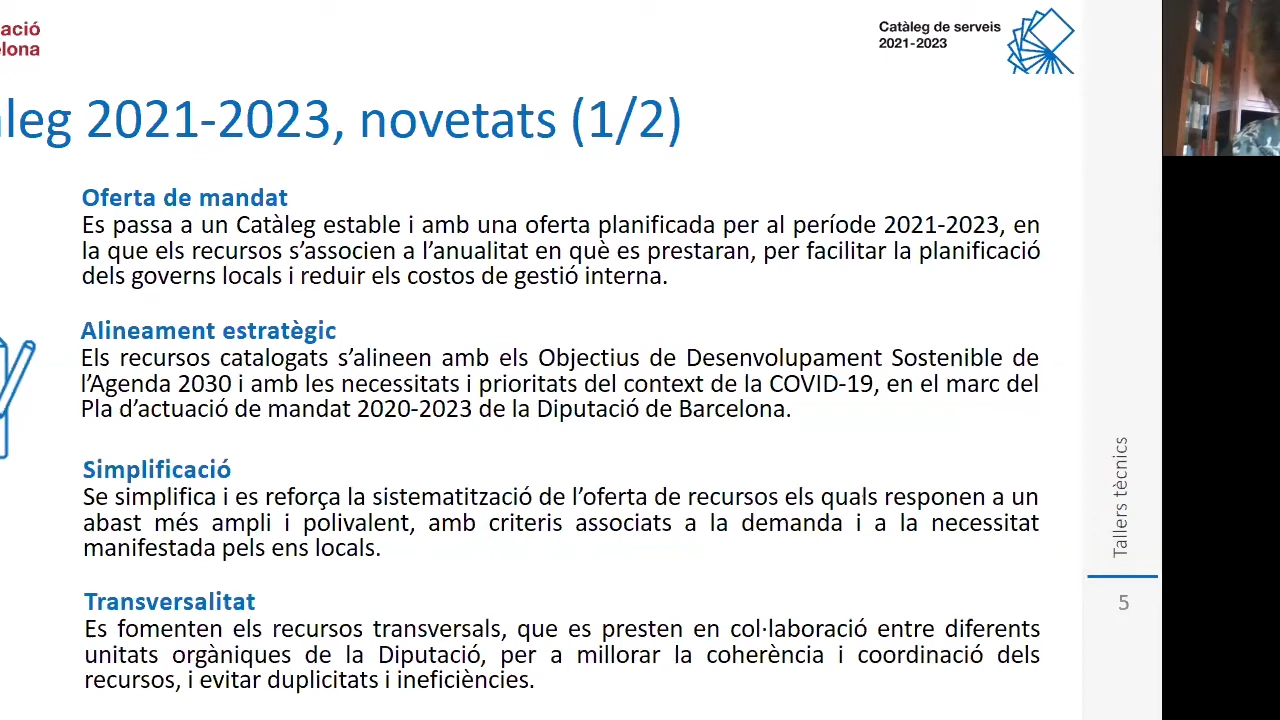 ació
elona
Catàleg de serveis
2021-2023
leg 2021-2023, novetats (1/2)
Oferta de mandat
Es passa a un Catàleg estable i amb una oferta planificada per al període 2021-2023, en
la que els recursos s’associen a l’anualitat en què es prestaran, per facilitar la planificació
dels governs locals i reduir els costos de gestió interna.
Alineament estratègic
Els recursos catalogats s’alineen amb els Objectius de Desenvolupament Sostenible de
l’Agenda 2030 i amb les necessitats i prioritats del context de la COVID-19, en el marc del
Pla d’actuació de mandat 2020-2023 de la Diputació de Barcelona.
Simplificació
Se simplifica i es reforça la sistematització de l’oferta de recursos els quals responen a un
abast més ampli i polivalent, amb criteris associats a la demanda i a la necessitat
manifestada pels ens locals.
Transversalitat
Es fomenten els recursos transversals, que es presten en col·laboració entre diferents
unitats orgàniques de la Diputació, per a millorar la coherència i coordinació dels
recursos, i evitar duplicitats i ineficiències.
Tallers tècnics
5